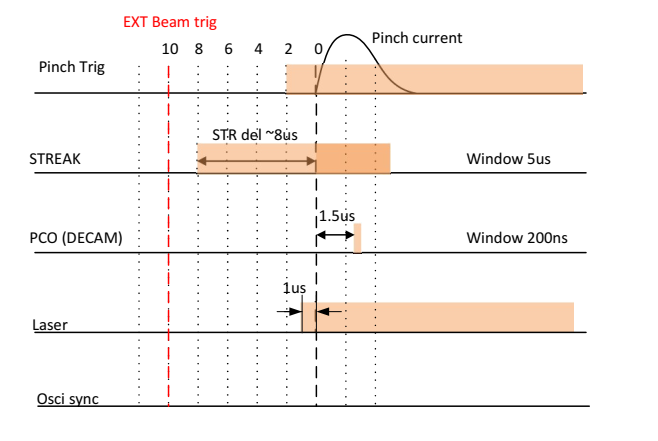 EXT Beam trig
10 8 6 4 2 0
Pinch current
Pinch Trig
STR del ~8us
STREAK
Window 5us
1.5us
PCO (DECAM)
Window 200ns
1us
Laser
Osci sync